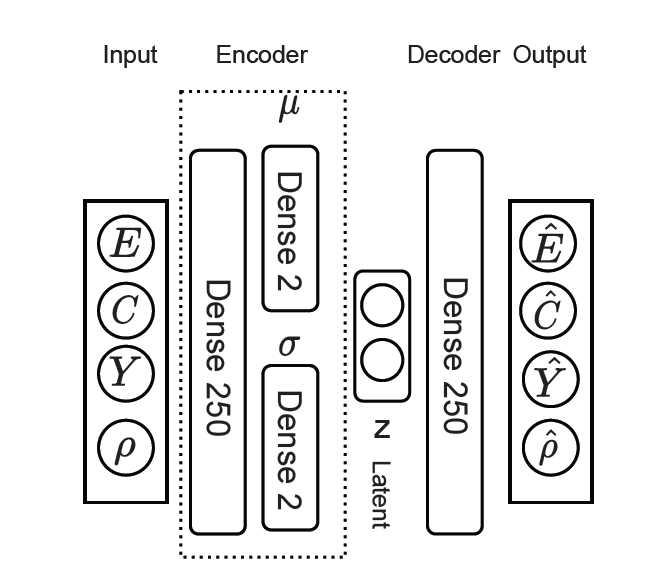 Input Encoder Decoder Output
μ
Dense 250
Dense 2
σ
Dense 2
E
C
Y
ρ
z
Latent
Dense 250
Ê
Ĉ
Ŷ
ρ̂